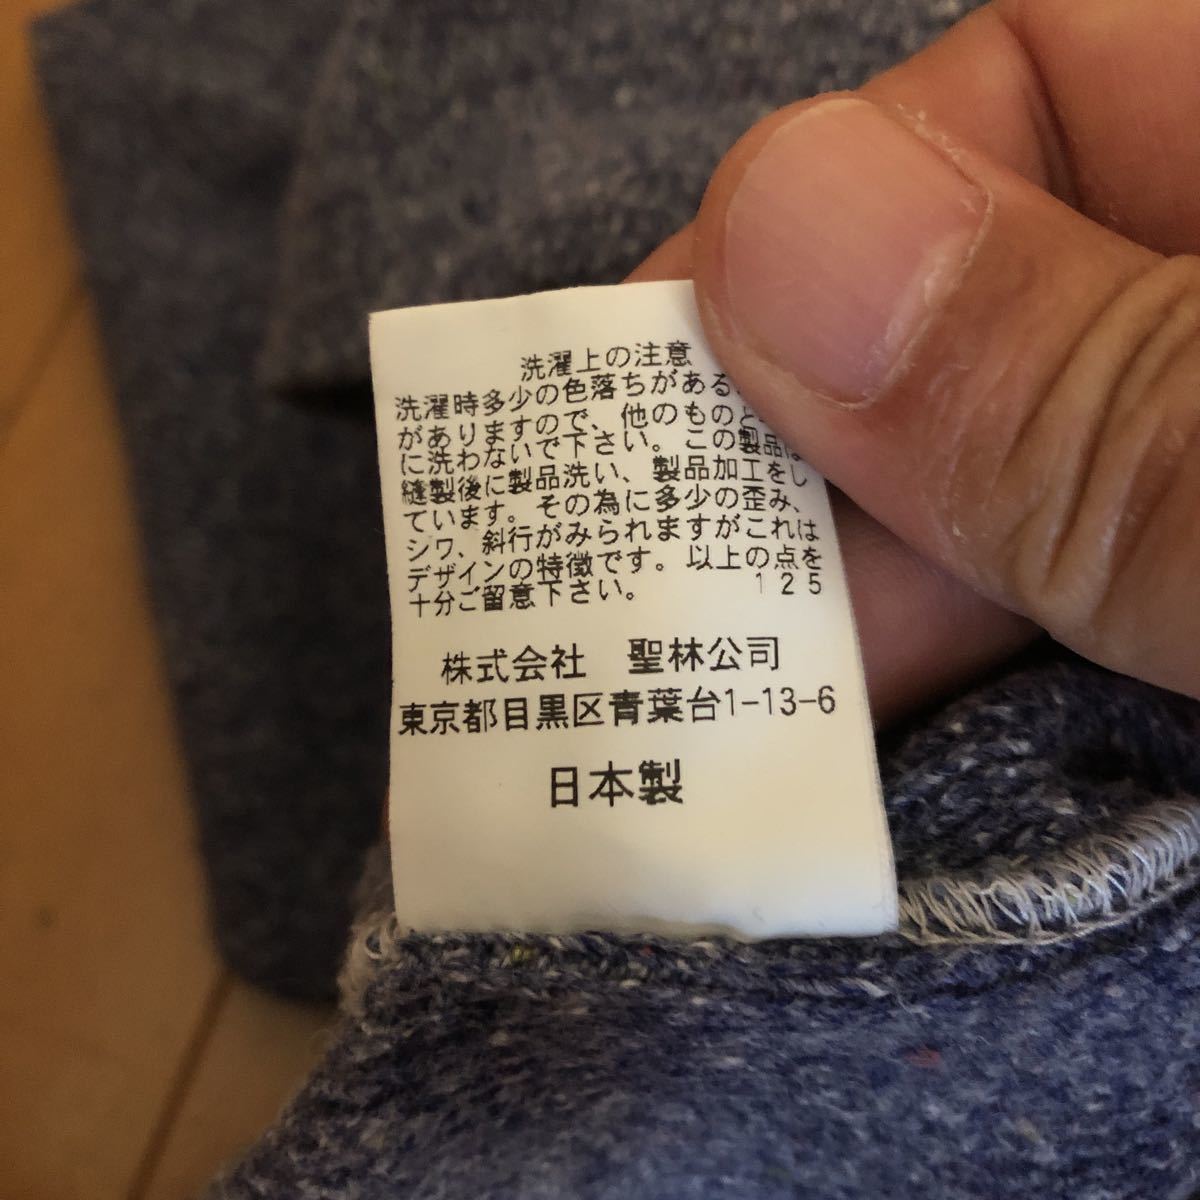 洗濯上の注意
洗濯時多少の色落ちがある
がありますので、他のものと
に洗わないで下さい。この製品は
縫製後に製品洗い、製品加工をし
ています。その為に多少の歪み、
シワ、斜行がみられますがこれは
デザインの特徴です。以上の点を
十分ご留意下さい。 125
株式会社 聖林公司
東京都目黒区青葉台1-13-6
日本製